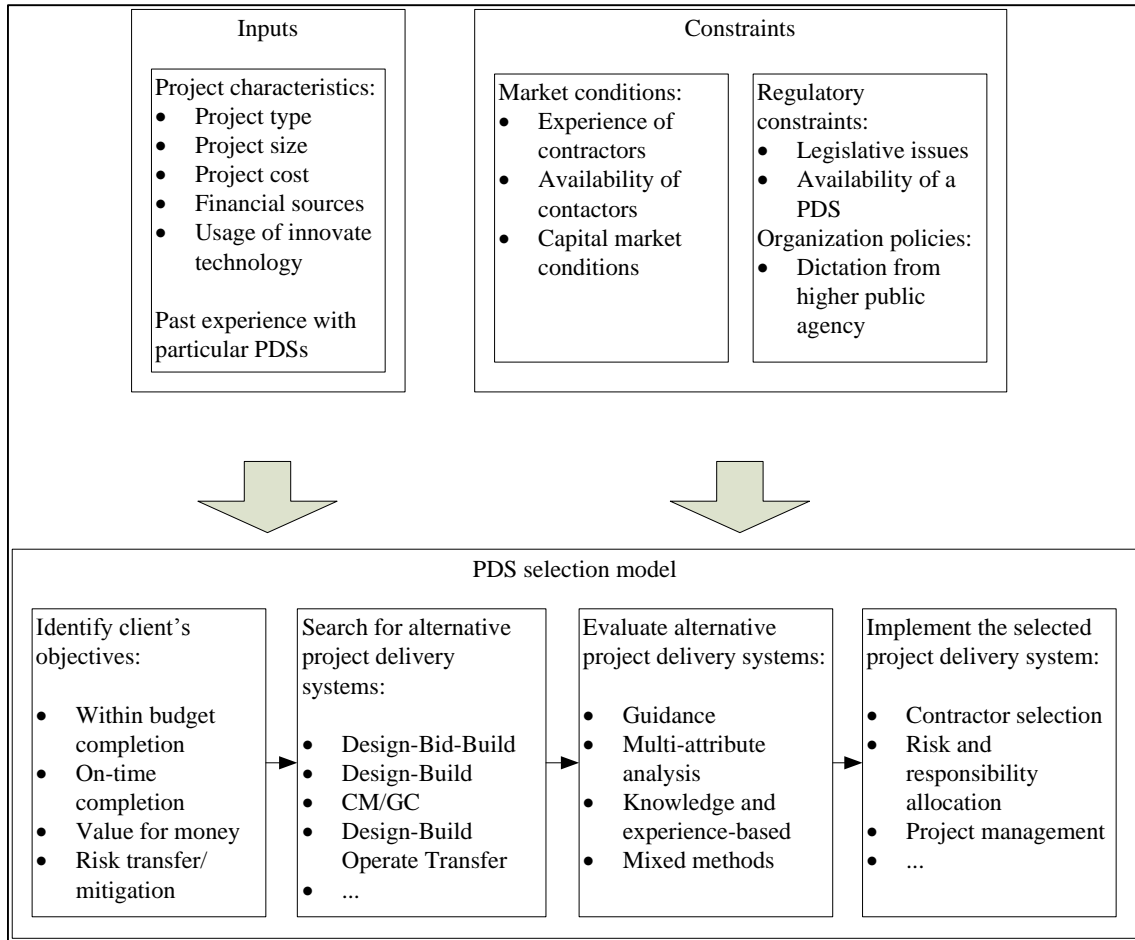 Inputs
Project characteristics:
• Project type
• Project size
• Project cost
• Financial sources
• Usage of innovate
technology
Past experience with
particular PDSs
Constraints
Market conditions:
• Experience of
contractors
• Availability of
contactors
• Capital market
conditions
Regulatory
constraints:
• Legislative issues
• Availability of a
PDS
Organization policies:
• Dictation from
higher public
agency
PDS selection model
Identify client’s
objectives:
• Within budget
completion
• On-time
completion
• Value for money
• Risk transfer/
mitigation
Search for alternative
project delivery
systems:
• Design-Bid-Build
• Design-Build
• CM/GC
• Design-Build
Operate Transfer
• ...
Evaluate alternative
project delivery systems:
• Guidance
• Multi-attribute
analysis
• Knowledge and
experience-based
• Mixed methods
Implement the selected
project delivery system:
• Contractor selection
• Risk and
responsibility
allocation
• Project management
• ...